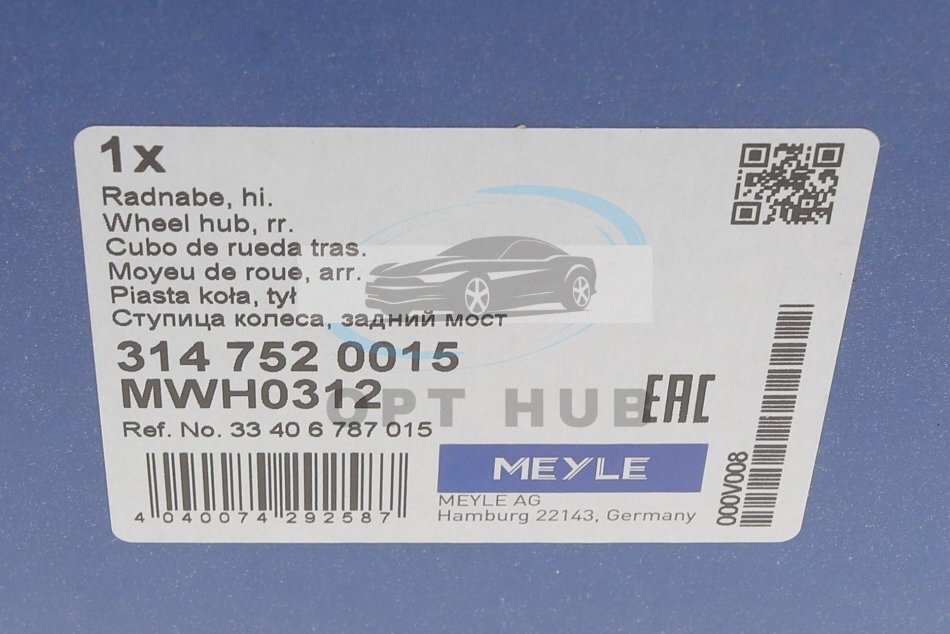 1x
Radnabe, hi.
Wheel hub, rr.
Cubo de rueda tras.
Moyeu de roue, arr.
Piasta koła, tył
Ступица колеса, задний мост
314 752 0015
MWH0312
OPT HUB
EAC
Ref. No. 33 40 6 787 015
4 040074 292587
MEYLE
MEYLE AG
Hamburg 22143, Germany
000V008